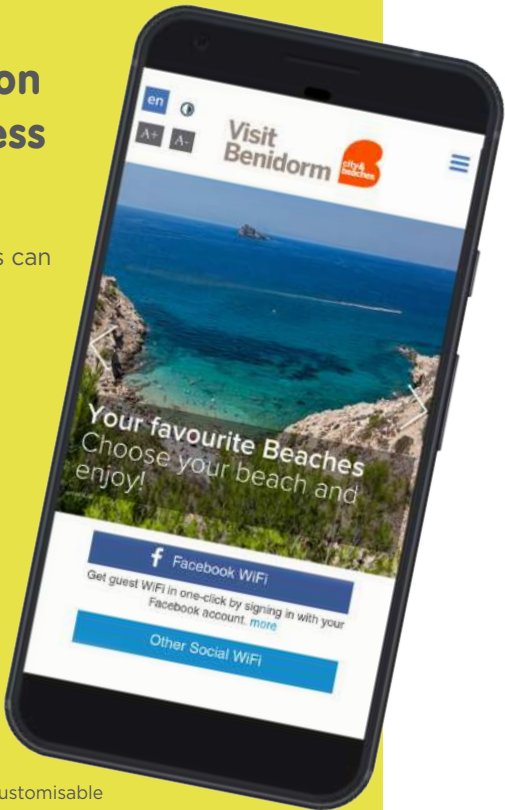 on
ess
s can
en
A+ A-
Visit
Benidorm
city&
beaches
Your favourite Beaches
Choose your beach and
enjoy!
f Facebook WiFi
Get guest WiFi in one-click by signing in with your
Facebook account. more
Other Social WiFi
ustomisable